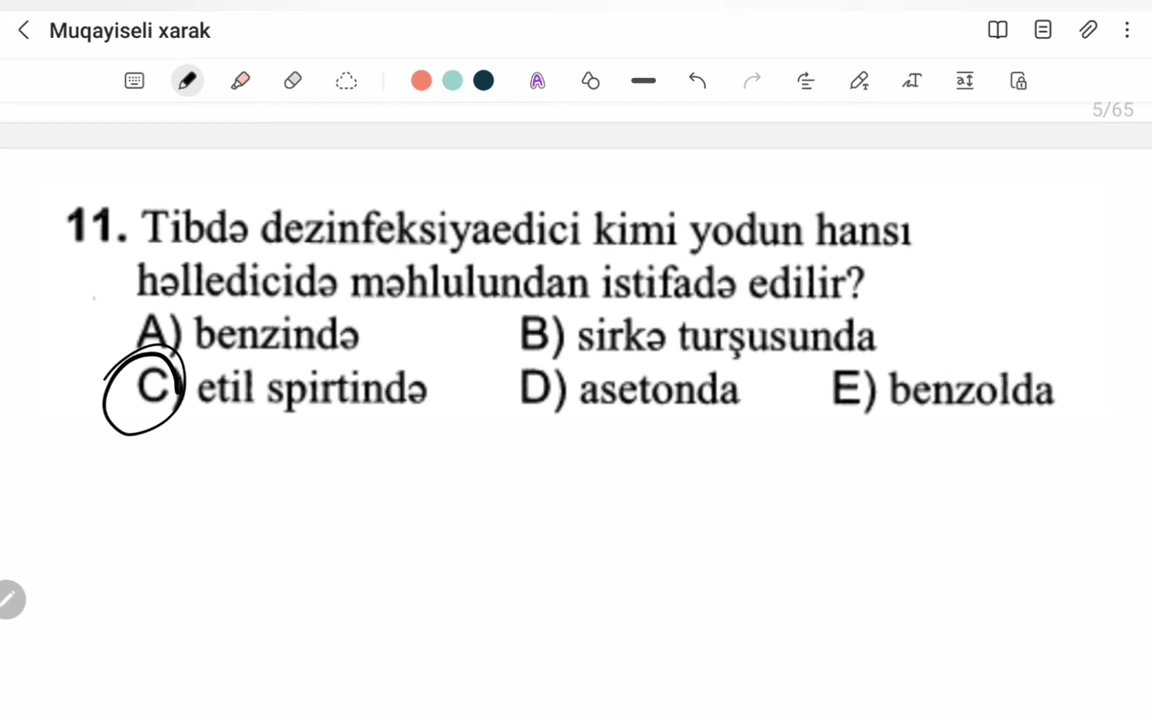 Muqayiseli xarak
5/65
11. Tibdə dezinfeksiyaedici kimi yodun hansı
həlledicidə məhlulundan istifadə edilir?
A) benzində B) sirkə turşusunda
C) etil spirtində D) asetonda E) benzolda